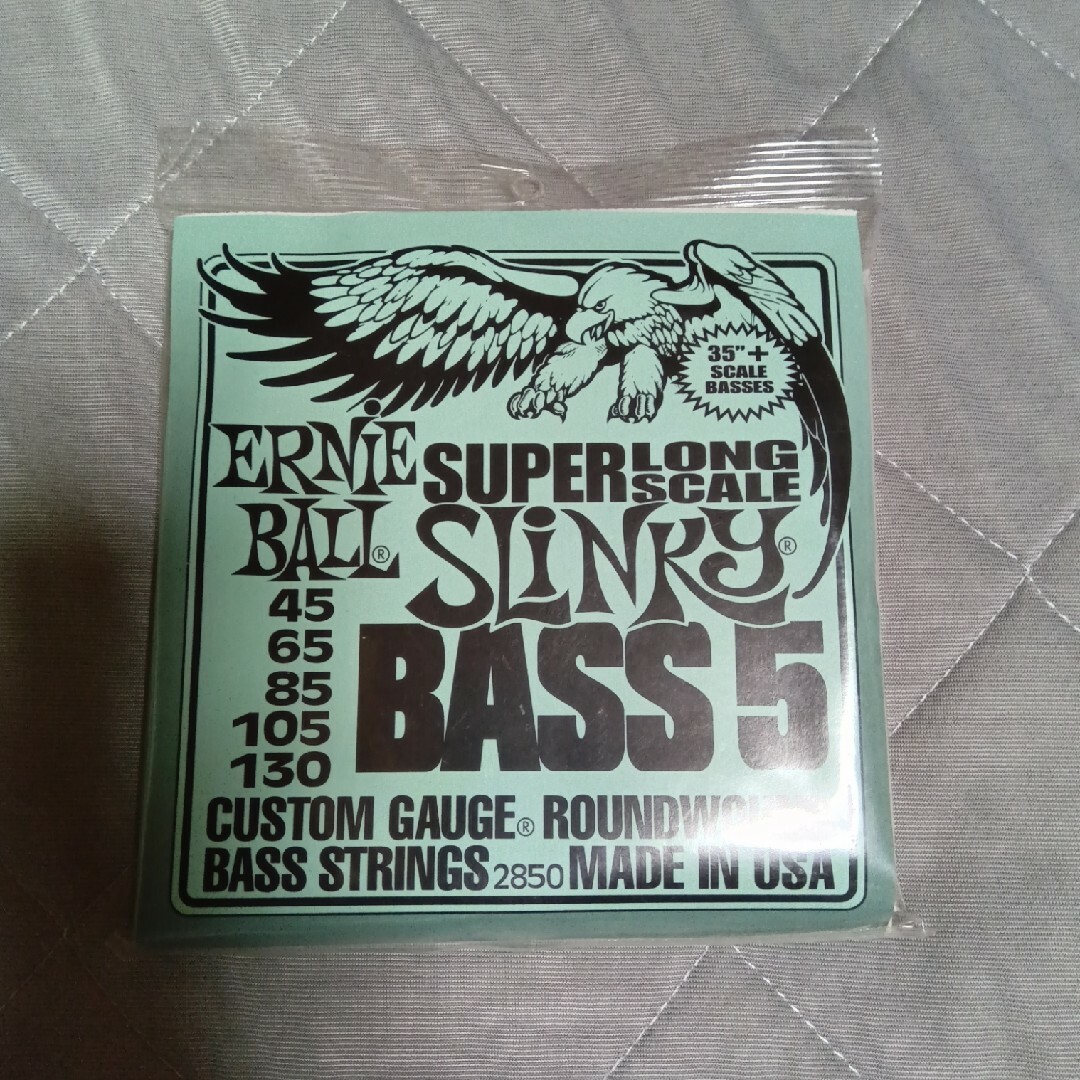 35"+
SCALE
BASSES
ERNIE
BALL®
SUPER LONG
SCALE
SLINKY®
BASS 5
45
65
85
105
130
CUSTOM GAUGE®
BASS STRINGS 2850 MADE IN USA